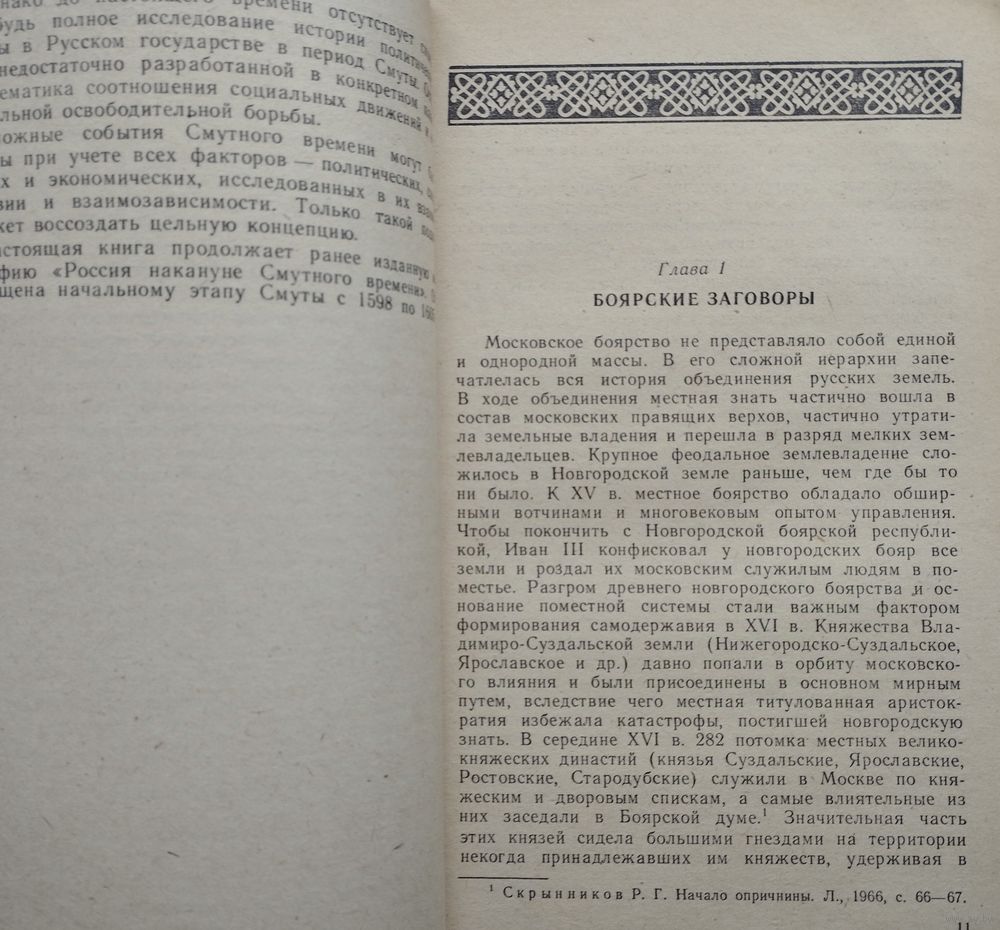 до настоящего времени отсутствует
полное исследование истории
в Русском государстве в период Смуты.
недостаточно разработанной в конкретном
соотношения социальных движений и
освободительной борьбы.
события Смутного времени могут
при учете всех факторов — политических,
х и экономических, исследованных в их
и взаимозависимости. Только такой
воссоздать цельную концепцию.
книга продолжает ранее изданную
«Россия накануне Смутного времени».
начальному этапу Смуты с 1598 по
Глава 1
БОЯРСКИЕ ЗАГОВОРЫ
Московское боярство не представляло собой единой
и однородной массы. В его сложной иерархии запе-
чатлелась вся история объединения русских земель.
В ходе объединения местная знать частично вошла в
состав московских правящих верхов, частично утрати-
ла земельные владения и перешла в разряд мелких зем-
левладельцев. Крупное феодальное землевладение сло-
жилось в Новгородской земле раньше, чем где бы то
ни было. К XV в. местное боярство обладало обшир-
ными вотчинами и многовековым опытом управления.
Чтобы покончить с Новгородской боярской республи-
кой, Иван III конфисковал у новгородских бояр все
земли и роздал их московским служилым людям в по-
местье. Разгром древнего новгородского боярства и ос-
нование поместной системы стали важным фактором
формирования самодержавия в XVI в. Княжества Вла-
димиро-Суздальской земли (Нижегородско-Суздальское,
Ярославское и др.) давно попали в орбиту московско-
го влияния и были присоединены в основном мирным
путем, вследствие чего местная титулованная аристок-
ратия избежала катастрофы, постигшей новгородскую
знать. В середине XVI в. 282 потомка местных велико-
княжеских династий (князья Суздальские, Ярославские,
Ростовские, Стародубские) служили в Москве по кня-
жеским и дворовым спискам, а самые влиятельные из
них заседали в Боярской думе.¹ Значительная часть
этих князей сидела большими гнездами на территории
некогда принадлежавших им княжеств, удерживая в
¹ Скрынников Р. Г. Начало опричнины. Л., 1966, с. 66—67.
11